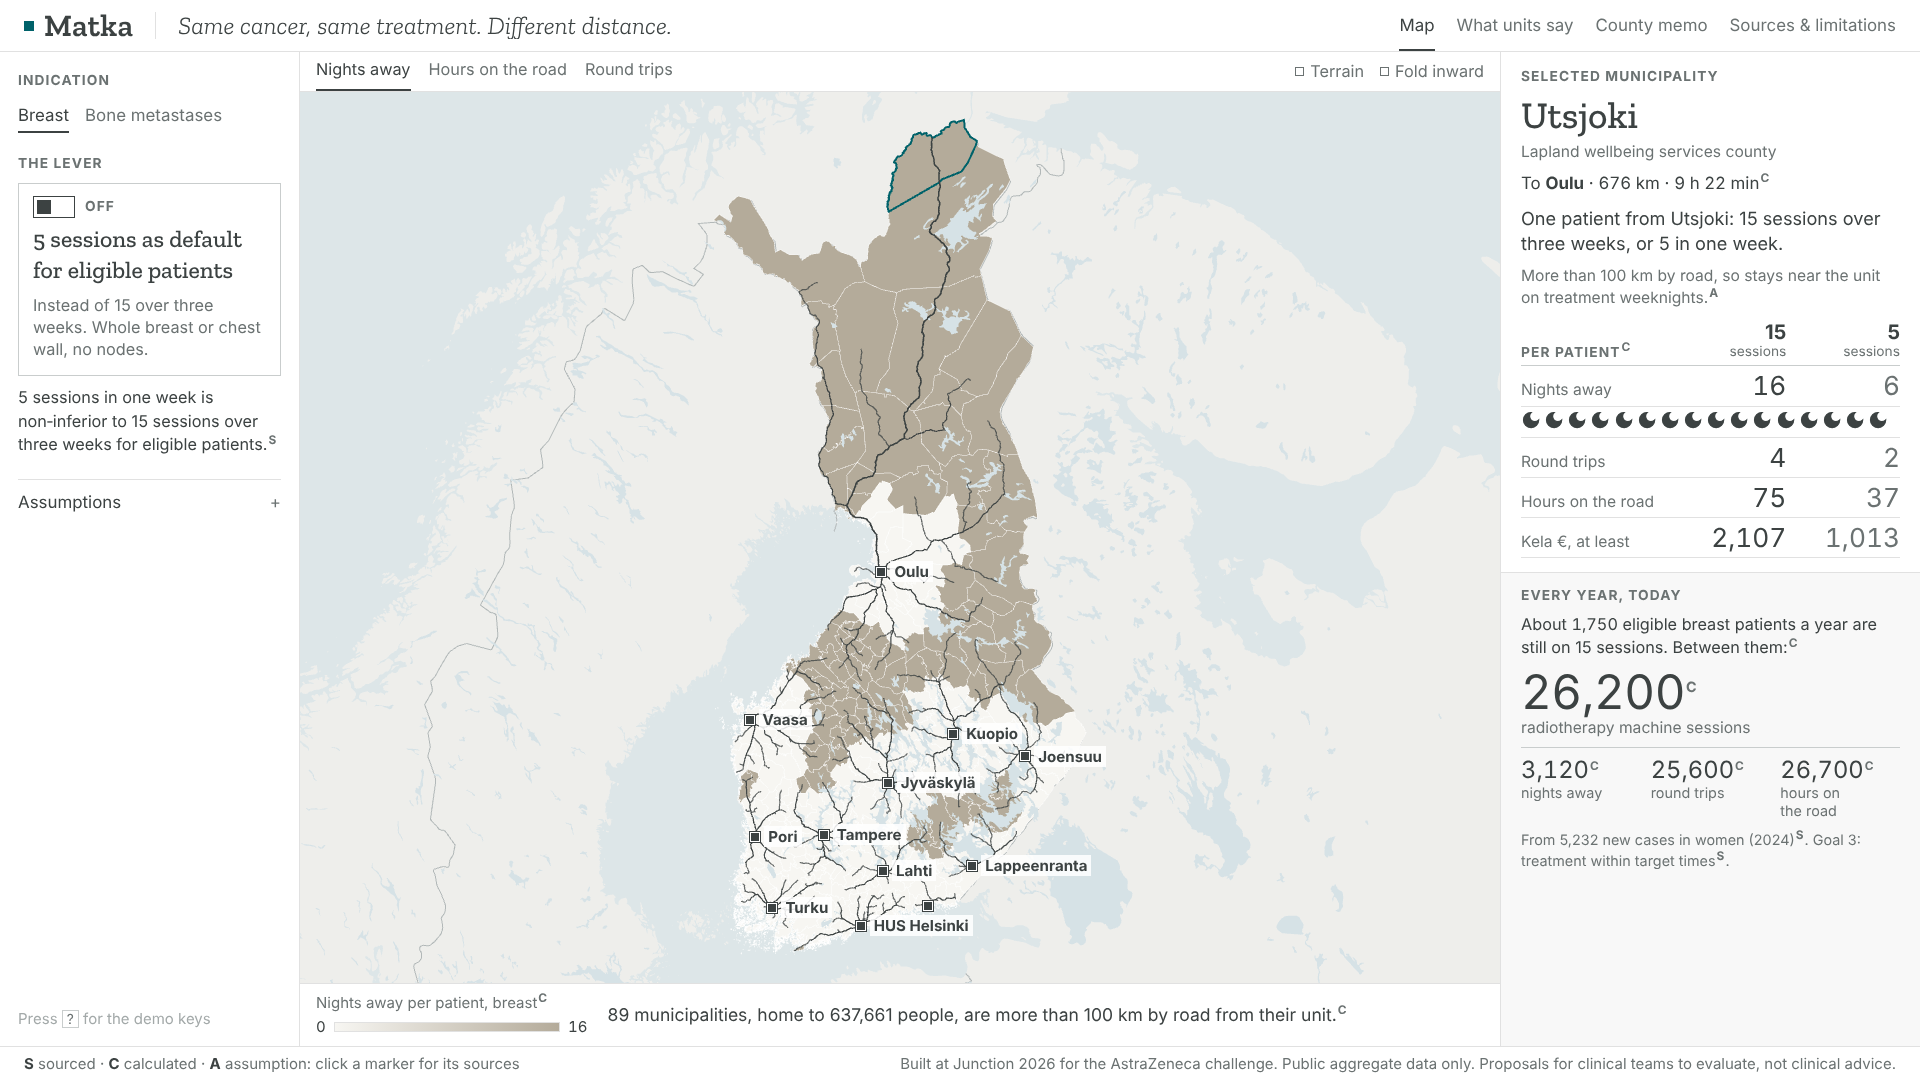 Matka
Same cancer, same treatment. Different distance.
Map
What units say
County memo
Sources & limitations
INDICATION
Breast
Bone metastases
THE LEVER
OFF
5 sessions as default
for eligible patients
Instead of 15 over three
weeks. Whole breast or chest
wall, no nodes.
5 sessions in one week is
non-inferior to 15 sessions over
three weeks for eligible patients.S
Assumptions +
Press ? for the demo keys
Nights away
Hours on the road
Round trips
Terrain
Fold inward
Oulu
Vaasa
Kuopio
Joensuu
Jyväskylä
Pori
Tampere
Lahti
Lappeenranta
Turku
HUS Helsinki
Nights away per patient, breastC
0 16
89 municipalities, home to 637,661 people, are more than 100 km by road from their unit.C
SELECTED MUNICIPALITY
Utsjoki
Lapland wellbeing services county
To Oulu · 676 km · 9 h 22 minC
One patient from Utsjoki: 15 sessions over
three weeks, or 5 in one week.
More than 100 km by road, so stays near the unit
on treatment weeknights.A
PER PATIENTC
15 sessions
5 sessions
Nights away 16 6
Round trips 4 2
Hours on the road 75 37
Kela €, at least 2,107 1,013
EVERY YEAR, TODAY
About 1,750 eligible breast patients a year are
still on 15 sessions. Between them:C
26,200C
radiotherapy machine sessions
3,120C
nights away
25,600C
round trips
26,700C
hours on
the road
From 5,232 new cases in women (2024)S. Goal 3:
treatment within target timesS.
S sourced · C calculated · A assumption: click a marker for its sources
Built at Junction 2026 for the AstraZeneca challenge. Public aggregate data only. Proposals for clinical teams to evaluate, not clinical advice.